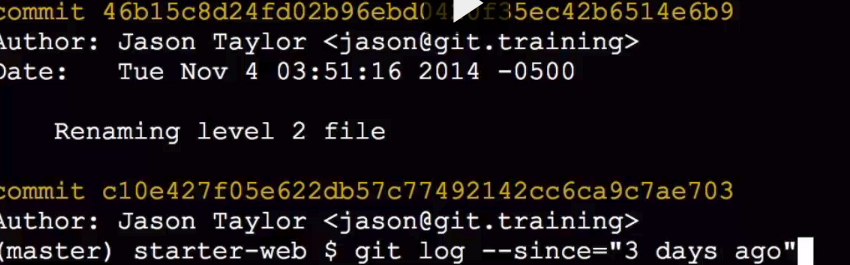 commit
Author: Jason Taylor <jason@git.training>
Date: Tue Nov 4 03:51:16 2014 -0500
Renaming level 2 file
commit c10e427f05e622db57c77492142cc6ca9c7ae703
Author: Jason Taylor <jason@git.training>
(master) starter-web $ git log --since="3 days ago"